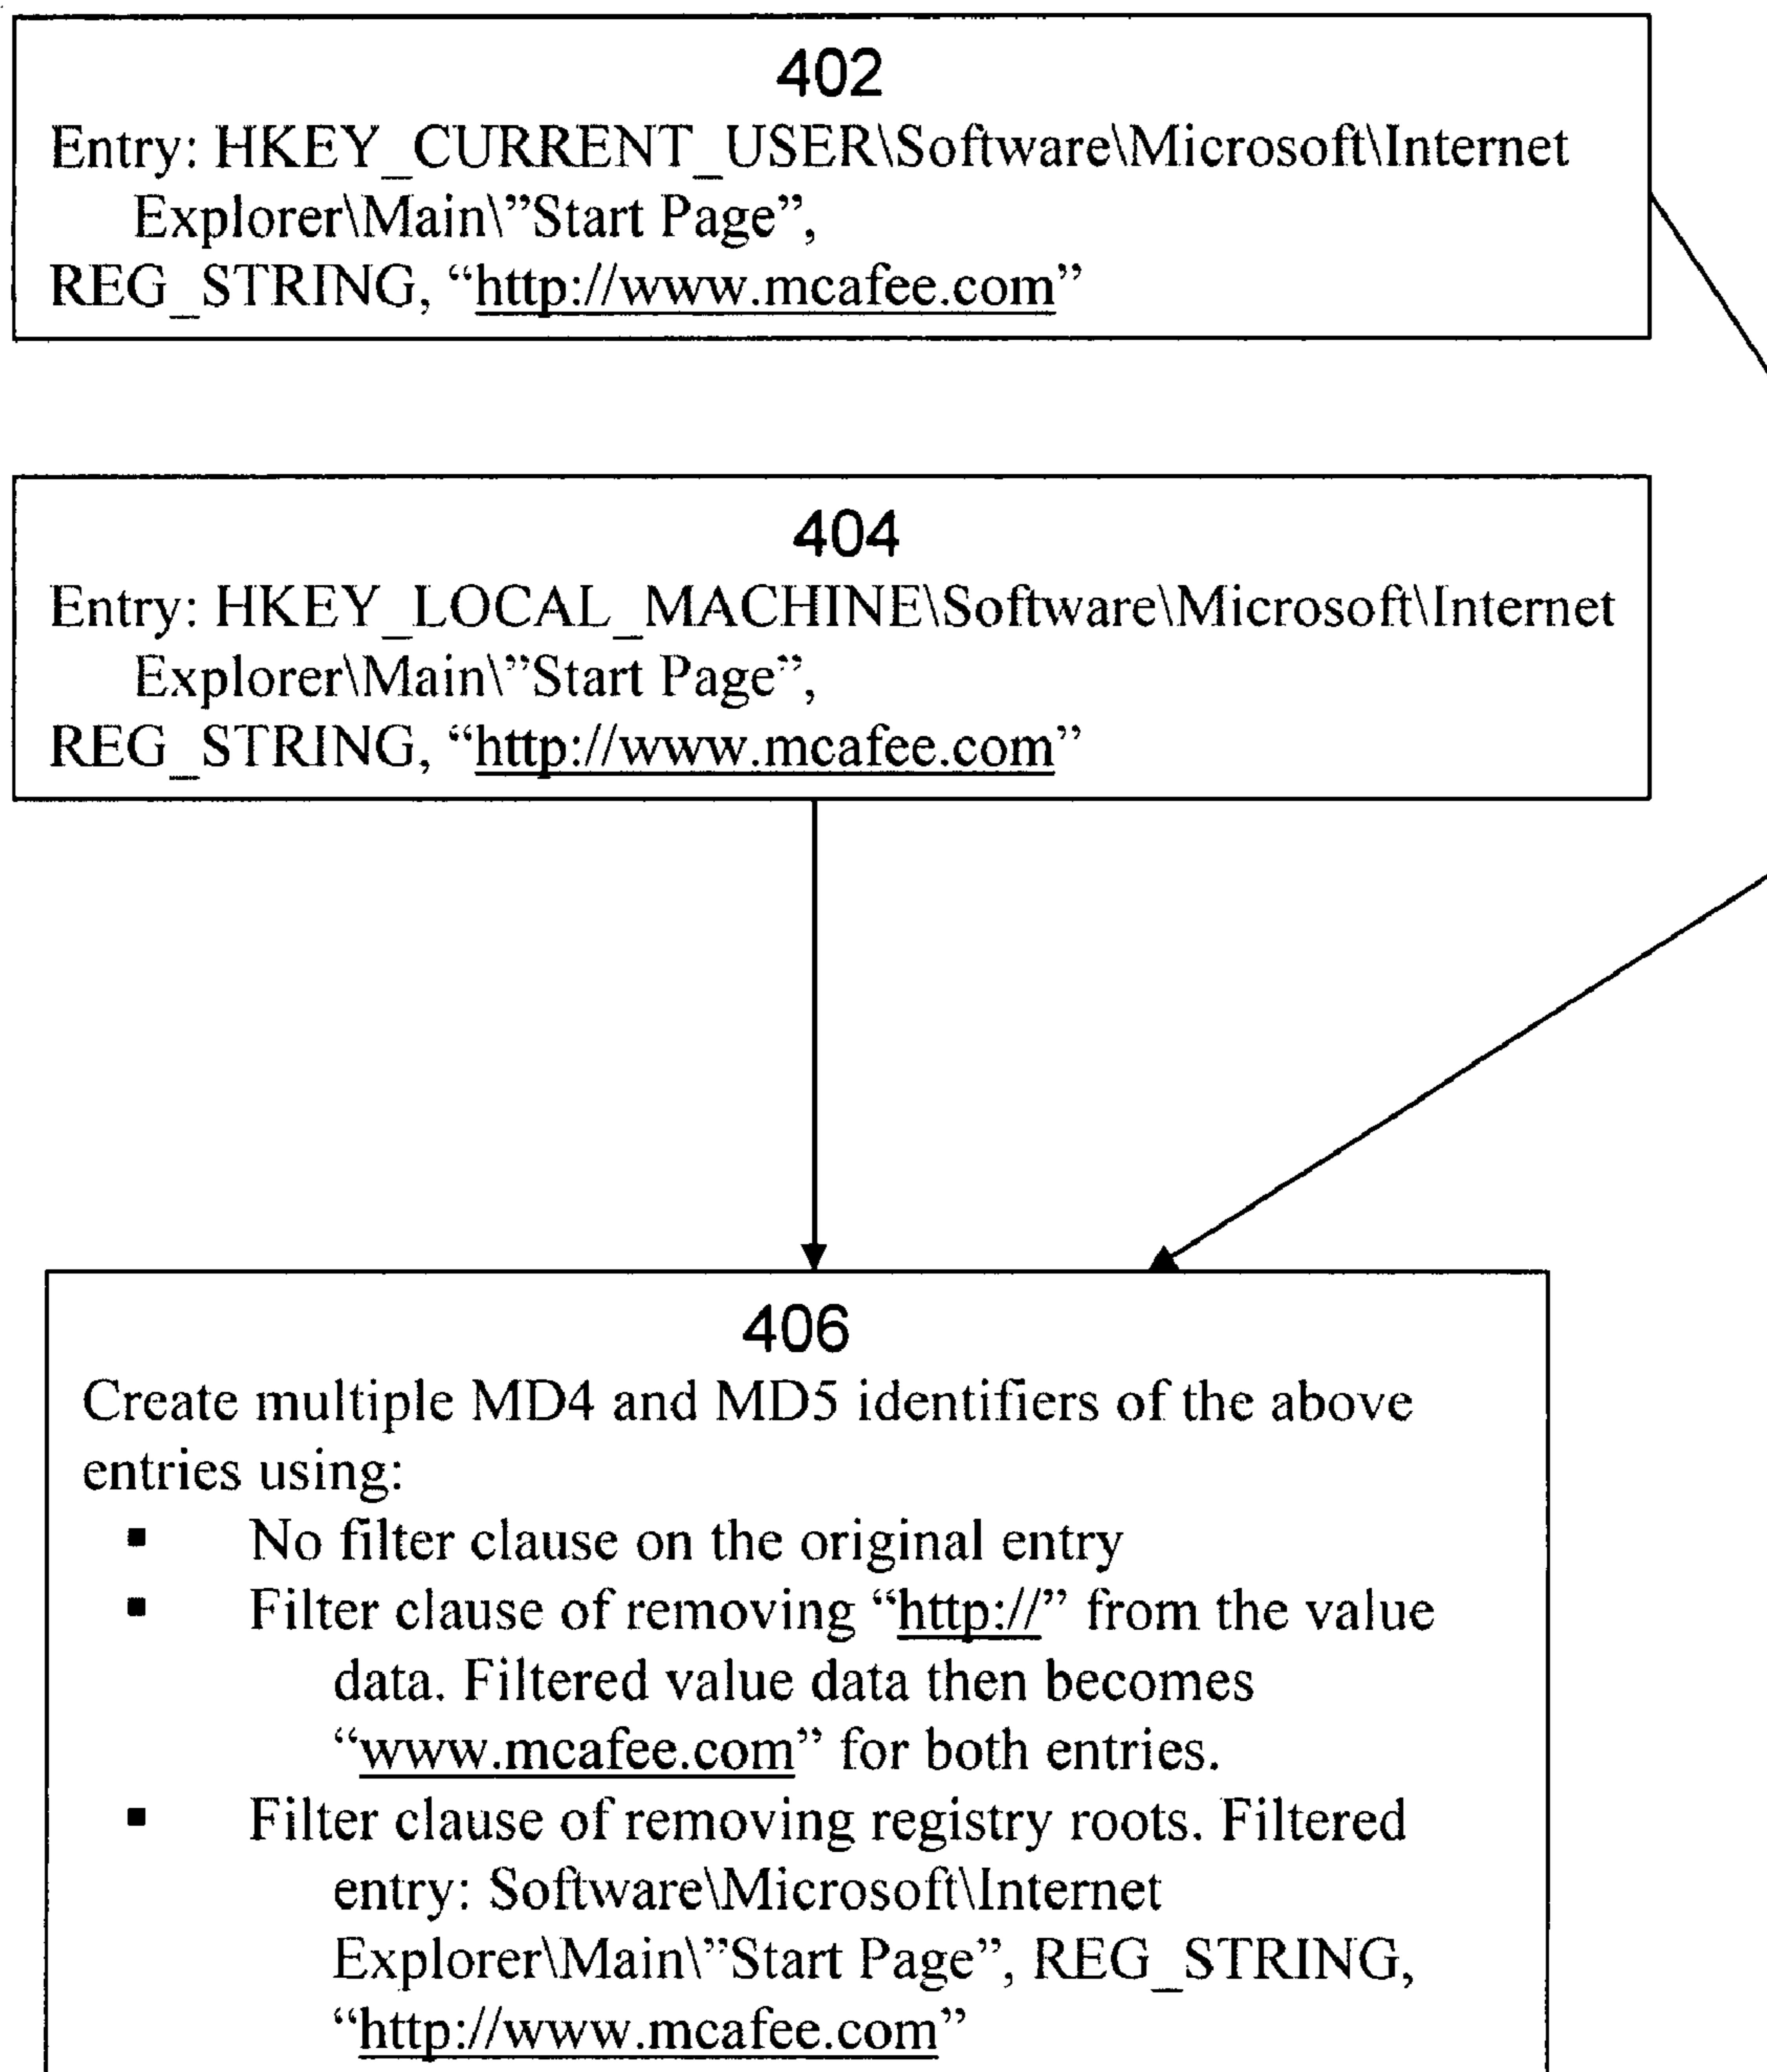 402
Entry: HKEY_CURRENT_USER\Software\Microsoft\Internet
Explorer\Main\”Start Page”,
REG_STRING, “http://www.mcafee.com”
404
Entry: HKEY_LOCAL_MACHINE\Software\Microsoft\Internet
Explorer\Main\”Start Page”,
REG_STRING, “http://www.mcafee.com”
406
Create multiple MD4 and MD5 identifiers of the above
entries using:
▪ No filter clause on the original entry
▪ Filter clause of removing “http://” from the value
data. Filtered value data then becomes
“www.mcafee.com” for both entries.
▪ Filter clause of removing registry roots. Filtered
entry: Software\Microsoft\Internet
Explorer\Main\”Start Page”, REG_STRING,
“http://www.mcafee.com”